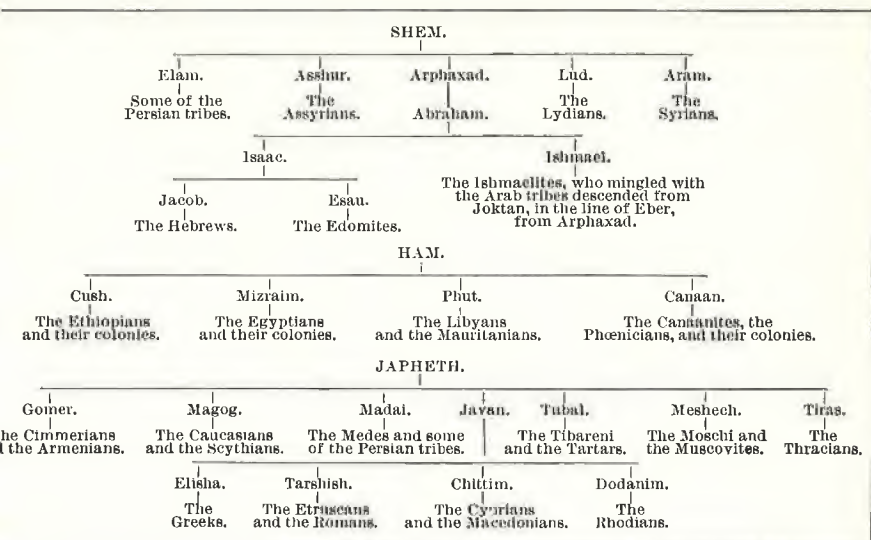 SHEM.
Elam. Asshur. Arphaxad. Lud. Aram.
Some of the The The The
Persian tribes. Assyrians. Abraham. Lydians. Syrians.
Isaac. Ishmael.
The Ishmaelites, who mingled with
Jacob. Esau. the Arab tribes descended from
Joktan, in the line of Eber,
The Hebrews. The Edomites. from Arphaxad.
HAM.
Cush. Mizraim. Phut. Canaan.
The Ethiopians The Egyptians The Libyans The Canaanites, the
and their colonies. and their colonies. and the Mauritanians. Phœnicians, and their colonies.
JAPHETH.
Gomer. Magog. Madai. Javan. Tubal. Meshech. Tiras.
he Cimmerians The Caucasians The Medes and some The Tibareni The Moschi and The
d the Armenians. and the Scythians. of the Persian tribes. and the Tartars. the Muscovites. Thracians.
Elisha. Tarshish. Chittim. Dodanim.
The The Etruscans The Cyprians The
Greeks. and the Romans. and the Macedonians. Rhodians.